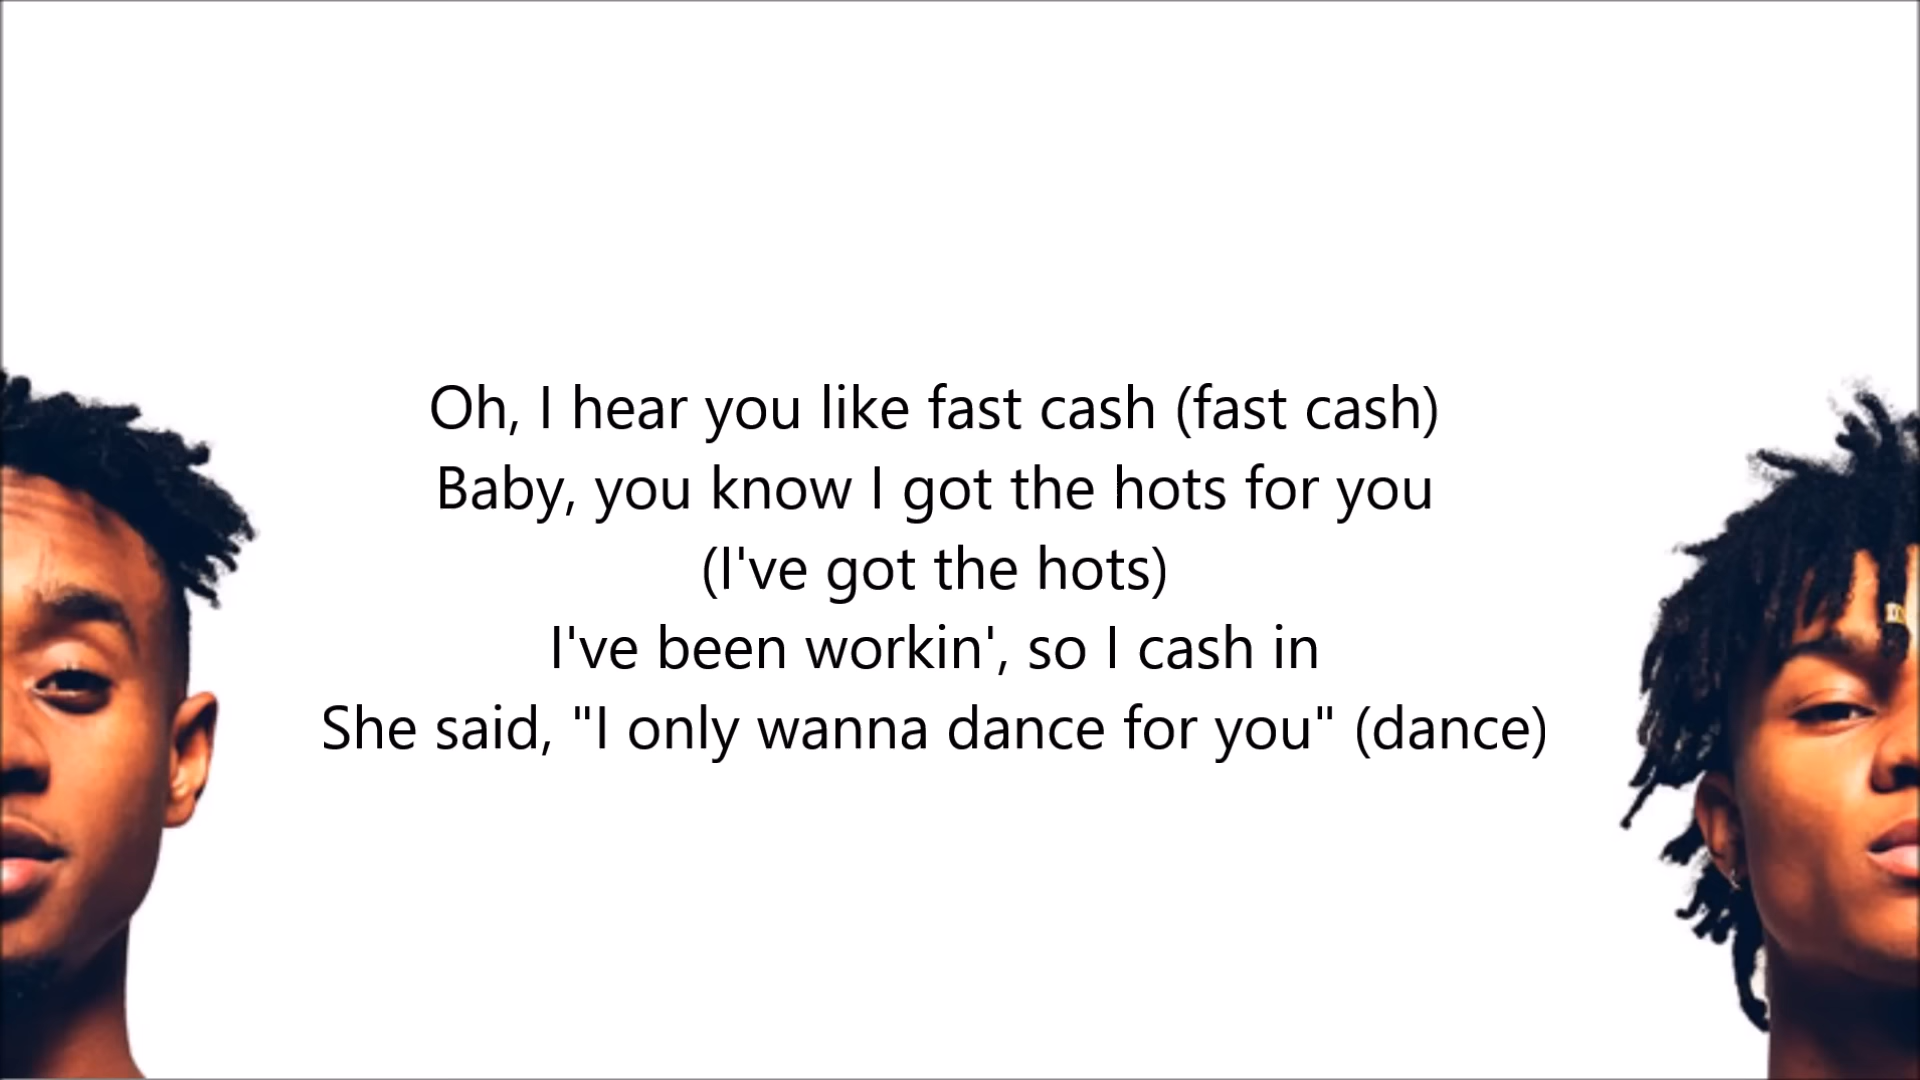 Oh, I hear you like fast cash (fast cash)
Baby, you know I got the hots for you
(I've got the hots)
I've been workin', so I cash in
She said, "I only wanna dance for you" (dance)